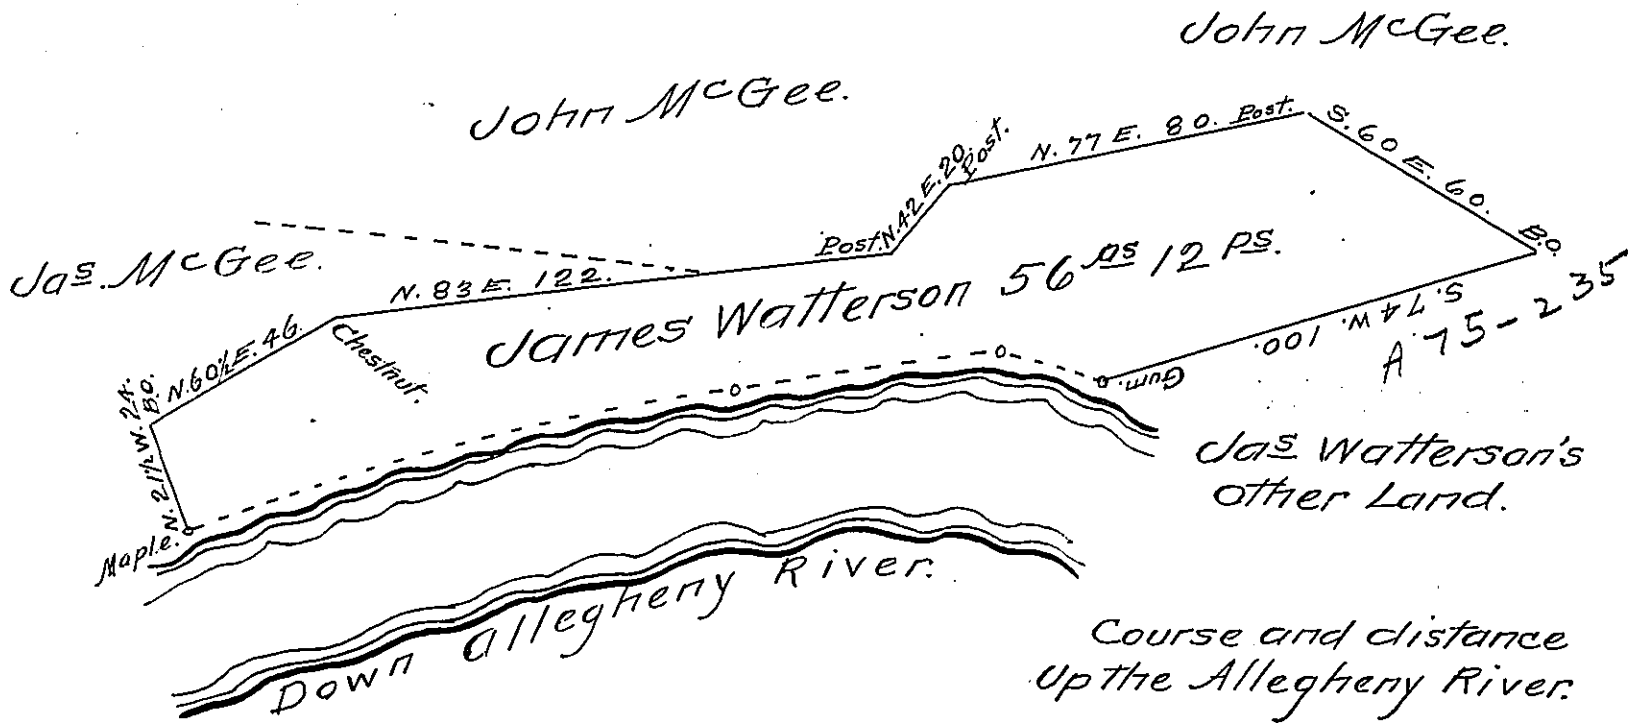 John McGee.
John McGee.
N. 77 E. 80. Post.
S. 60 E. 60. B.O.
N. 42 E. 20. Post.
Post.
Jas. McGee.
N. 83 E. 122.
James Watterson 56 as 12 Ps.
S. 74 W. 100.
A 75-235
N. 60½ E. 46.
Chestnut.
Gum.
N. 21½ W. 24. B.O.
Maple.
Jas Watterson's
other Land.
Down Allegheny River.
Course and distance
Up the Allegheny River.